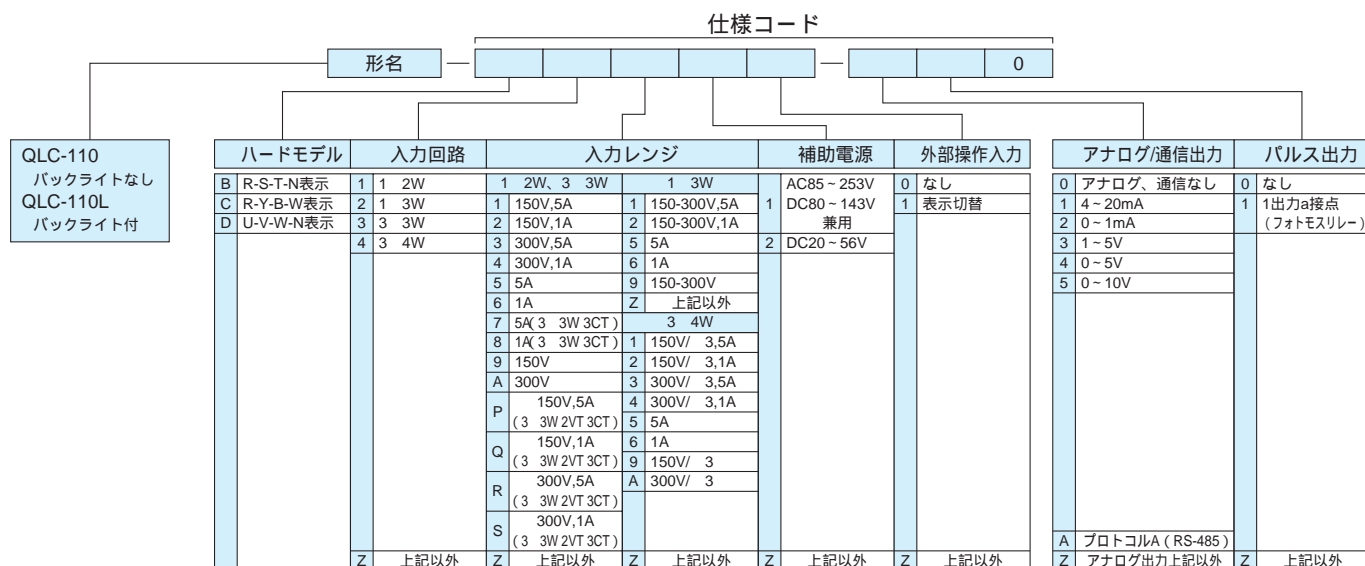 仕様コード
形名 — — 0
QLC-110
バックライトなし
QLC-110L
バックライト付
ハードモデル
B R-S-T-N表示
C R-Y-B-W表示
D U-V-W-N表示
入力回路
1 1 2W
2 1 3W
3 3 3W
4 3 4W
Z 上記以外
入力レンジ
1 2W、3 3W
1 150V,5A
2 150V,1A
3 300V,5A
4 300V,1A
5 5A
6 1A
7 5A(3 3W 3CT)
8 1A(3 3W 3CT)
9 150V
A 300V
P 150V,5A
(3 3W 2VT 3CT)
Q 150V,1A
(3 3W 2VT 3CT)
R 300V,5A
(3 3W 2VT 3CT)
S 300V,1A
(3 3W 2VT 3CT)
Z 上記以外
1 3W
1 150-300V,5A
2 150-300V,1A
5 5A
6 1A
9 150-300V
Z 上記以外
3 4W
1 150V/ 3,5A
2 150V/ 3,1A
3 300V/ 3,5A
4 300V/ 3,1A
5 5A
6 1A
9 150V/ 3
A 300V/ 3
Z 上記以外
補助電源
1 AC85~253V
DC80~143V
兼用
2 DC20~56V
Z 上記以外
外部操作入力
0 なし
1 表示切替
Z 上記以外
アナログ/通信出力
0 アナログ、通信なし
1 4~20mA
2 0~1mA
3 1~5V
4 0~5V
5 0~10V
A プロトコルA(RS-485)
Z アナログ出力上記以外
パルス出力
0 なし
1 1出力a接点
(フォトモスリレー)
Z 上記以外